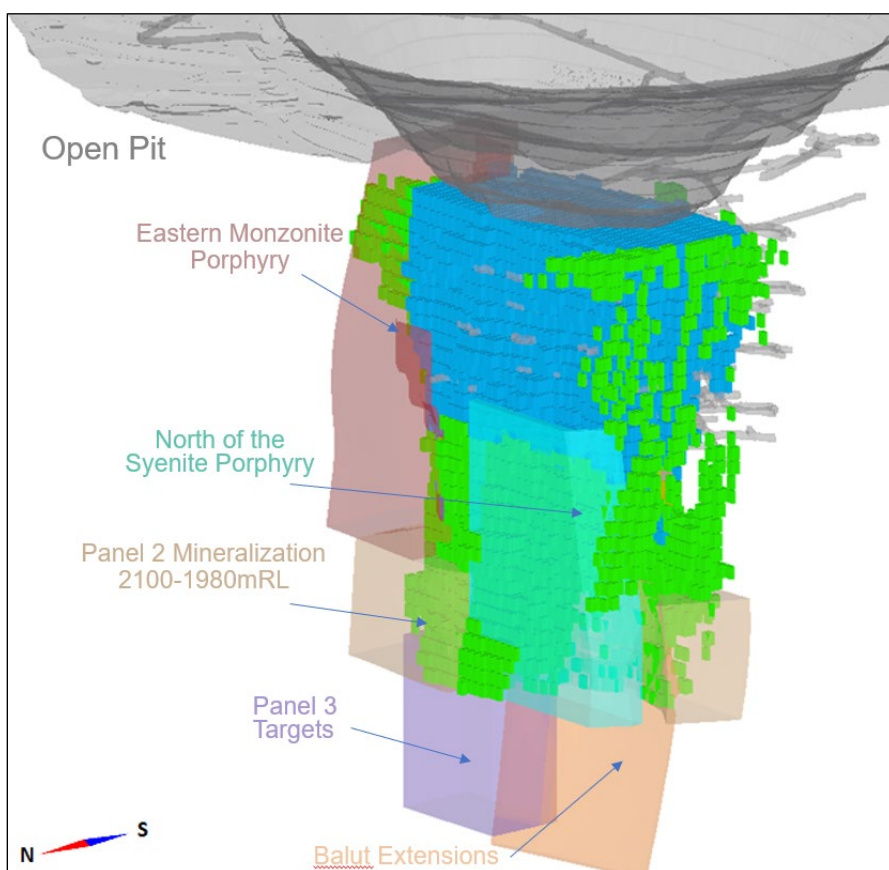 Open Pit
Eastern Monzonite
Porphyry
North of the
Syenite Porphyry
Panel 2 Mineralization
2100-1980mRL
Panel 3
Targets
Balut Extensions
N
S